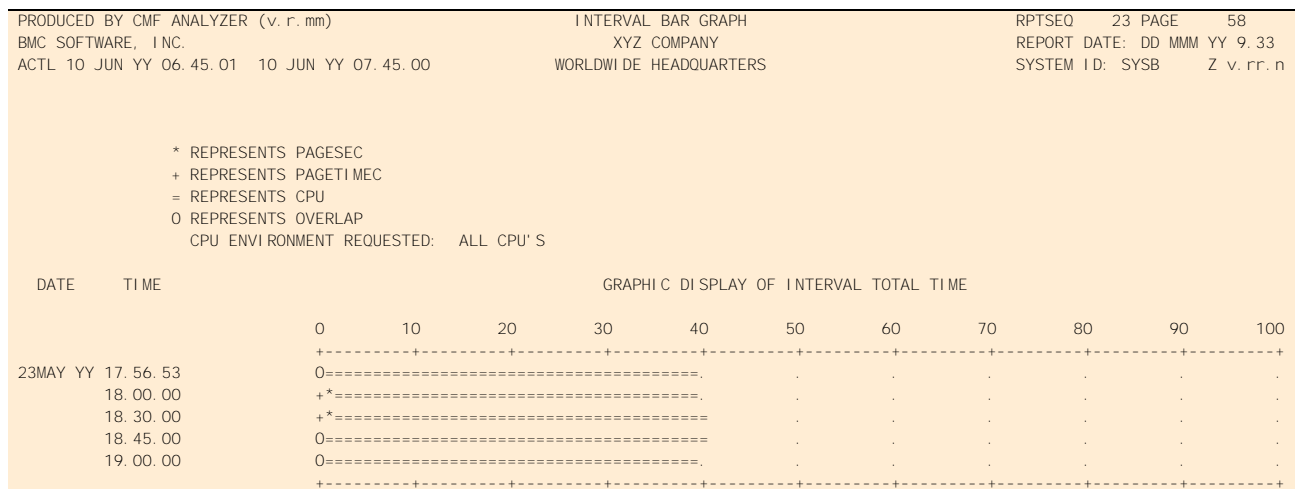 PRODUCED BY CMF ANALYZER (v.r.mm) INTERVAL BAR GRAPH RPTSEQ 23 PAGE 58
BMC SOFTWARE, INC. XYZ COMPANY REPORT DATE: DD MMM YY 9.33
ACTL 10 JUN YY 06.45.01 10 JUN YY 07.45.00 WORLDWIDE HEADQUARTERS SYSTEM ID: SYSB Z v.rr.n
* REPRESENTS PAGESEC
+ REPRESENTS PAGETIMEC
= REPRESENTS CPU
O REPRESENTS OVERLAP
CPU ENVIRONMENT REQUESTED: ALL CPU'S
DATE TIME GRAPHIC DISPLAY OF INTERVAL TOTAL TIME
0 10 20 30 40 50 60 70 80 90 100
+---------+---------+---------+---------+---------+---------+---------+---------+---------+---------+
23MAY YY 17.56.53 O=======================================. . . . . . .
18.00.00 +*======================================. . . . . . .
18.30.00 +*======================================= . . . . . .
18.45.00 O======================================== . . . . . .
19.00.00 O=======================================. . . . . . .
+---------+---------+---------+---------+---------+---------+---------+---------+---------+---------+